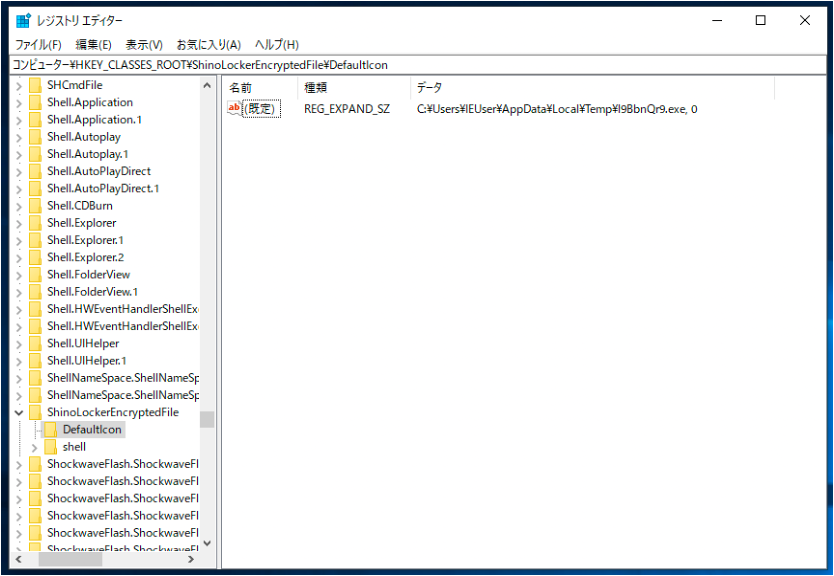 レジストリ エディター
ファイル(F) 編集(E) 表示(V) お気に入り(A) ヘルプ(H)
コンピューター¥HKEY_CLASSES_ROOT¥ShinoLockerEncryptedFile¥DefaultIcon
SHCmdFile
Shell.Application
Shell.Application.1
Shell.Autoplay
Shell.Autoplay.1
Shell.AutoPlayDirect
Shell.AutoPlayDirect.1
Shell.CDBurn
Shell.Explorer
Shell.Explorer.1
Shell.Explorer.2
Shell.FolderView
Shell.FolderView.1
Shell.HWEventHandlerShellEx
Shell.HWEventHandlerShellEx
Shell.UIHelper
Shell.UIHelper.1
ShellNameSpace.ShellNameSp
ShellNameSpace.ShellNameSp
ShinoLockerEncryptedFile
DefaultIcon
shell
ShockwaveFlash.ShockwaveFl
ShockwaveFlash.ShockwaveFl
ShockwaveFlash.ShockwaveFl
ShockwaveFlash.ShockwaveFl
ShockwaveFlash.ShockwaveFl
ShockwaveFlash.ShockwaveFl
名前 種類 データ
ab (既定) REG_EXPAND_SZ C:¥Users¥IEUser¥AppData¥Local¥Temp¥I9BbnQr9.exe, 0